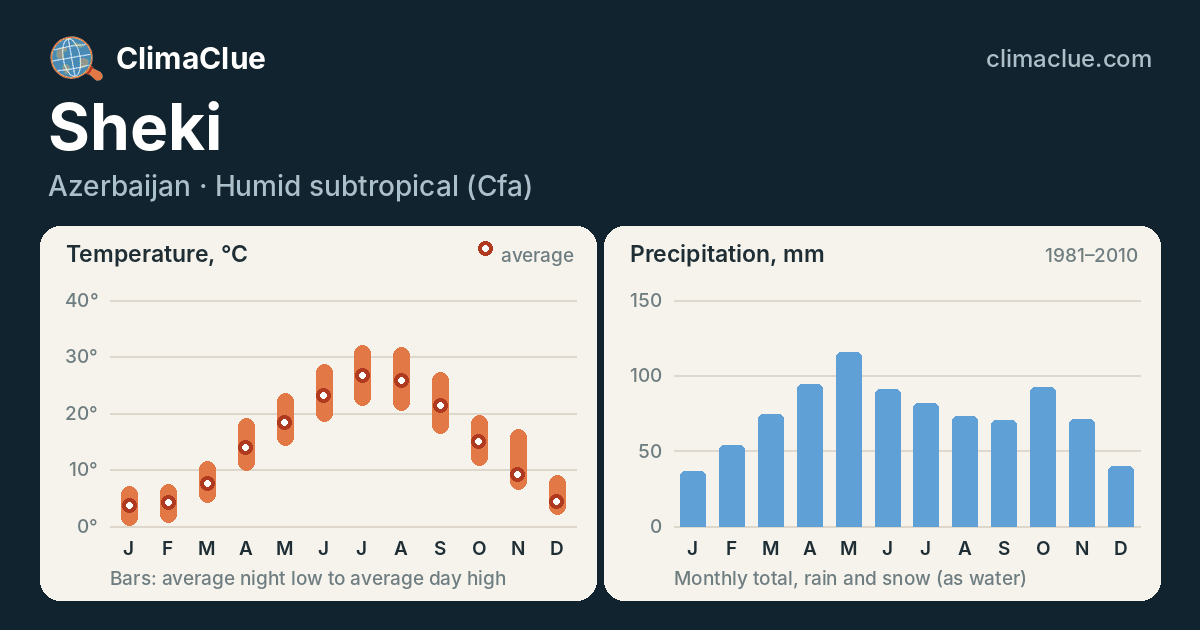 ClimaClue
climaclue.com
Sheki
Azerbaijan · Humid subtropical (Cfa)
Temperature, °C
average
40°
30°
20°
10°
0°
J F M A M J J A S O N D
Bars: average night low to average day high
Precipitation, mm
1981–2010
150
100
50
0
J F M A M J J A S O N D
Monthly total, rain and snow (as water)